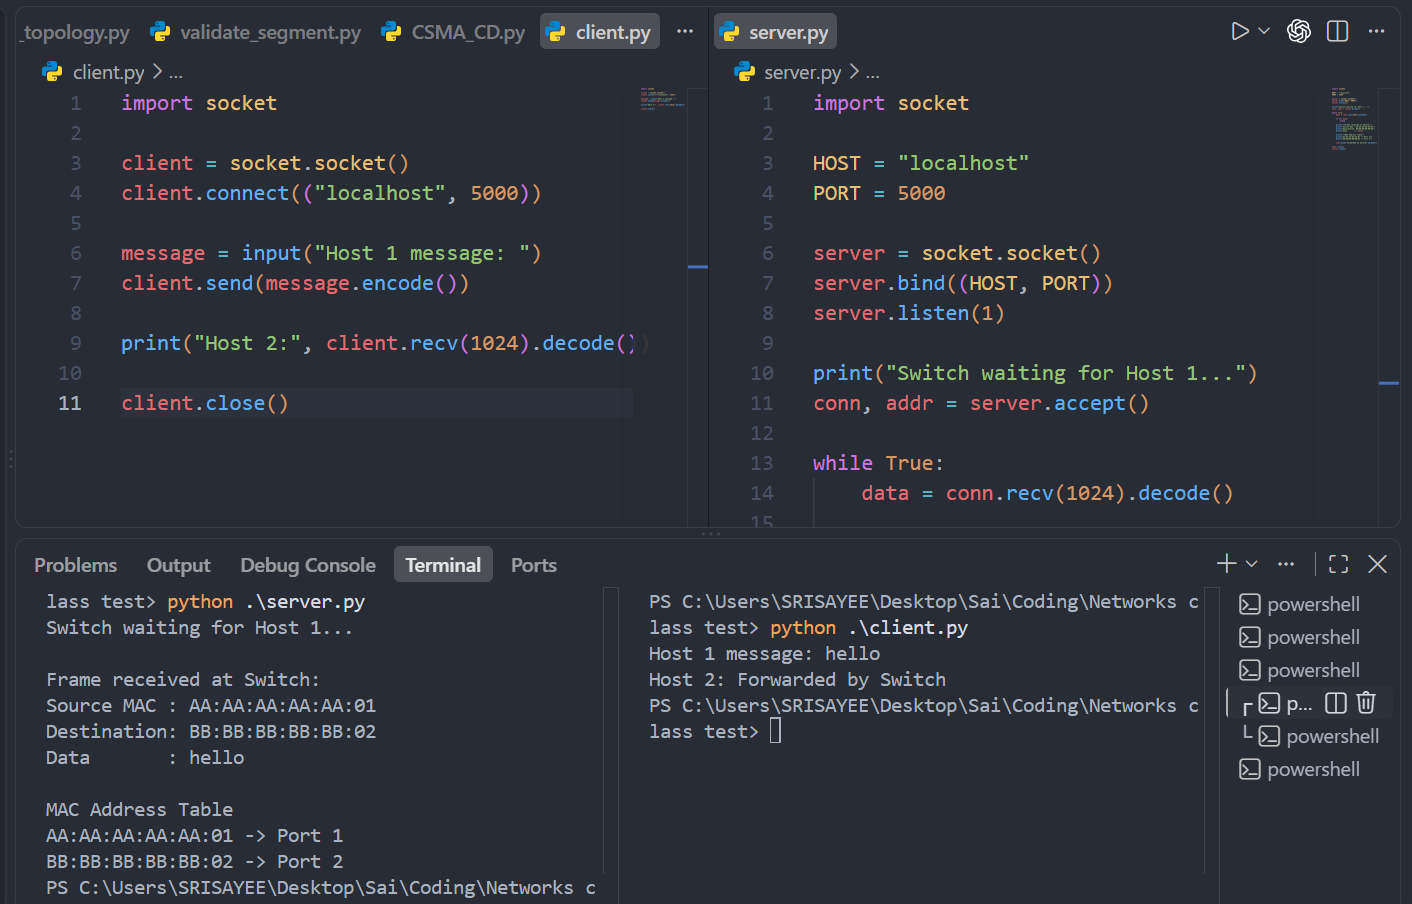 _topology.py validate_segment.py CSMA_CD.py client.py ...
client.py > ...
1 import socket
2
3 client = socket.socket()
4 client.connect(("localhost", 5000))
5
6 message = input("Host 1 message: ")
7 client.send(message.encode())
8
9 print("Host 2:", client.recv(1024).decode())
10
11 client.close()
server.py
server.py > ...
1 import socket
2
3 HOST = "localhost"
4 PORT = 5000
5
6 server = socket.socket()
7 server.bind((HOST, PORT))
8 server.listen(1)
9
10 print("Switch waiting for Host 1...")
11 conn, addr = server.accept()
12
13 while True:
14 data = conn.recv(1024).decode()
15
Problems Output Debug Console Terminal Ports
lass test> python .\server.py
Switch waiting for Host 1...
Frame received at Switch:
Source MAC : AA:AA:AA:AA:AA:01
Destination: BB:BB:BB:BB:BB:02
Data : hello
MAC Address Table
AA:AA:AA:AA:AA:01 -> Port 1
BB:BB:BB:BB:BB:02 -> Port 2
PS C:\Users\SRISAYEE\Desktop\Sai\Coding\Networks c
PS C:\Users\SRISAYEE\Desktop\Sai\Coding\Networks c
lass test> python .\client.py
Host 1 message: hello
Host 2: Forwarded by Switch
PS C:\Users\SRISAYEE\Desktop\Sai\Coding\Networks c
lass test>
powershell
powershell
powershell
p...
powershell
powershell